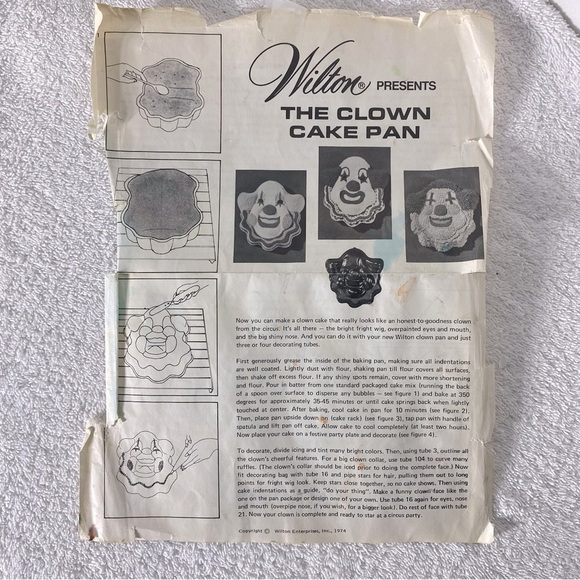 Wilton® PRESENTS
THE CLOWN
CAKE PAN
Now you can make a clown cake that really looks like an honest-to-goodness clown
from the circus. It's all there — the bright fright wig, overpainted eyes and mouth,
and the big shiny nose. And you can do it with your new Wilton clown pan and just
three or four decorating tubes.
First generously grease the inside of the baking pan, making sure all indentations
are well coated. Lightly dust with flour, shaking pan till flour covers all surfaces,
then shake off excess flour. If any shiny spots remain, cover with more shortening
and flour. Pour in batter from one standard packaged cake mix (running the back
of a spoon over surface to disperse any bubbles — see figure 1) and bake at 350
degrees for approximately 35-45 minutes or until cake springs back when lightly
touched at center. After baking, cool cake in pan for 10 minutes (see figure 2).
Then, place pan upside down on (cake rack) (see figure 3), tap pan with handle of
spatula and lift pan off cake. Allow cake to cool completely (at least two hours).
Now place your cake on a festive party plate and decorate (see figure 4).
To decorate, divide icing and tint many bright colors. Then, using tube 3, outline all
the clown's cheerful features. For a big clown collar, use tube 104 to curve many
ruffles. (The clown's collar should be iced prior to doing the complete face.) Now
fit decorating bag with tube 16 and pipe stars for hair, pulling them out to long
points for fright wig look. Keep stars close together, so no cake shows. Then using
cake indentations as a guide, "do your thing". Make a funny clown face like the
one on the pan package or design one of your own. Use tube 16 again for eyes, nose
and mouth (overpipe nose, if you wish, for a bigger look). Do rest of face with tube
21. Now your clown is complete and ready to star at a circus party.
Copyright © Wilton Enterprises, Inc., 1974